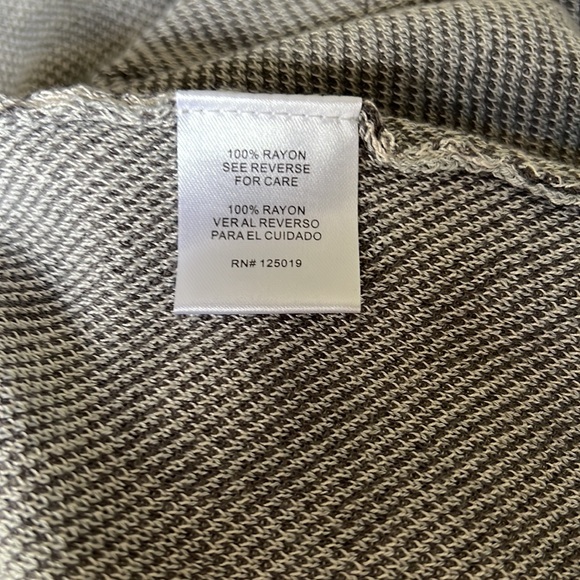 100% RAYON
SEE REVERSE
FOR CARE
100% RAYON
VER AL REVERSO
PARA EL CUIDADO
RN# 125019